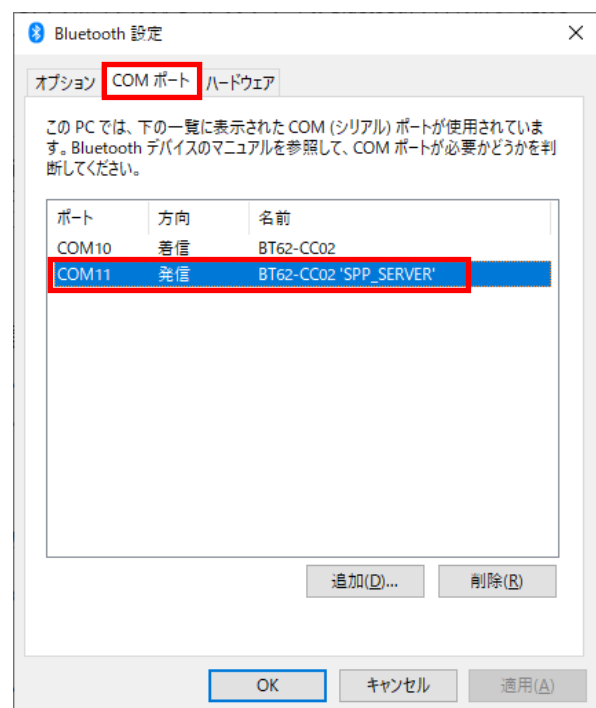 Bluetooth 設定
オプション COM ポート ハードウェア
この PC では、下の一覧に表示された COM (シリアル) ポートが使用されていま
す。Bluetooth デバイスのマニュアルを参照して、COM ポートが必要かどうかを判
断してください。
ポート 方向 名前
COM10 着信 BT62-CC02
COM11 発信 BT62-CC02 'SPP_SERVER'
追加(D)... 削除(R)
OK キャンセル 適用(A)